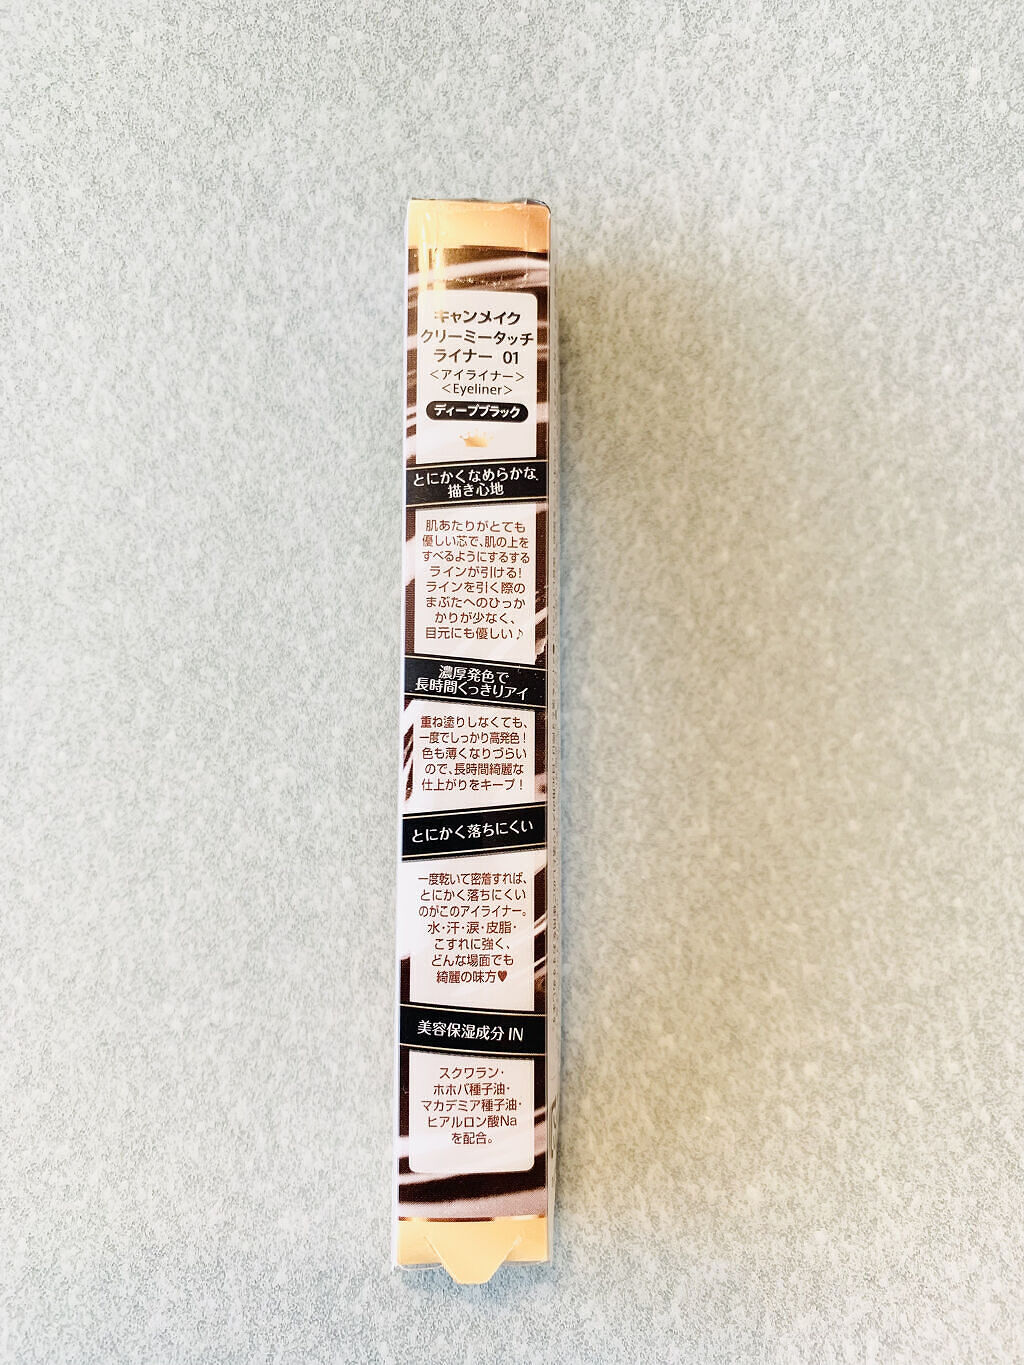 キャンメイク
クリーミータッチ
ライナー 01
＜アイライナー＞
＜Eyeliner＞
ディープブラック
とにかくなめらかな
描き心地
肌あたりがとても
優しい芯で、肌の上を
すべるようにするする
ラインが引ける!
ラインを引く際の
まぶたへのひっか
かりが少なく、
目元にも優しい♪
濃厚発色で
長時間くっきりアイ
重ね塗りしなくても、
一度でしっかり高発色!
色も薄くなりづらい
ので、長時間綺麗な
仕上がりをキープ!
とにかく落ちにくい
一度乾いて密着すれば、
とにかく落ちにくい
のがこのアイライナー。
水・汗・涙・皮脂・
こすれに強く、
どんな場面でも
綺麗の味方♥
美容保湿成分 IN
スクワラン・
ホホバ種子油・
マカデミア種子油・
ヒアルロン酸Na
を配合。